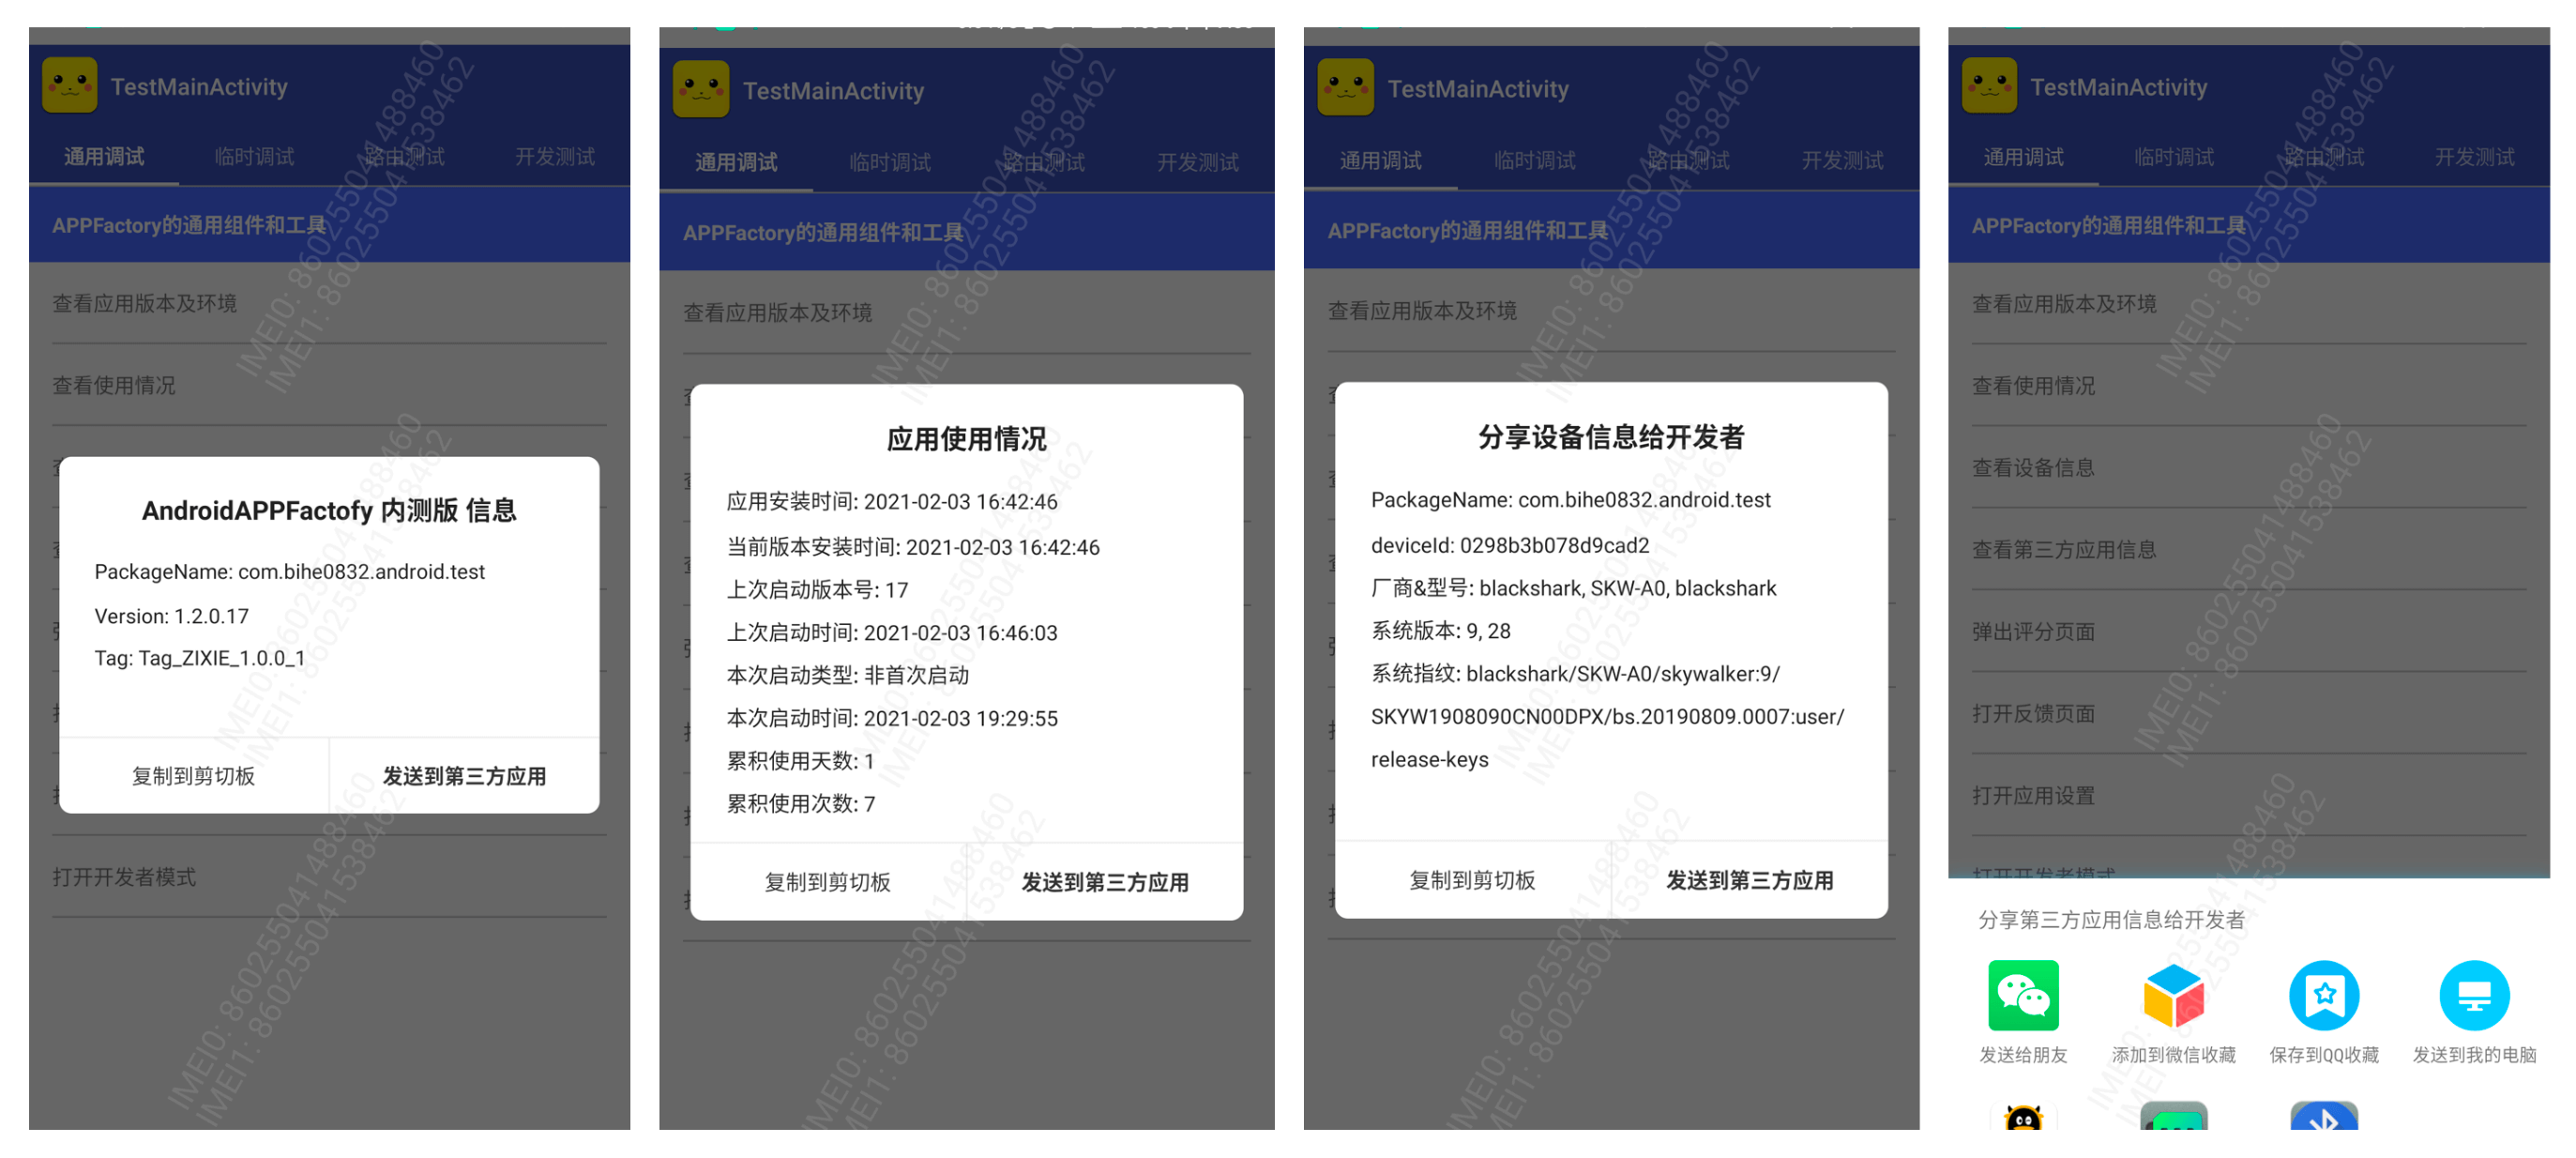 TestMainActivity
通用调试 临时调试 路由测试 开发测试
APPFactory的通用组件和工具
查看应用版本及环境
查看使用情况
AndroidAPPFactofy 内测版 信息
PackageName: com.bihe0832.android.test
Version: 1.2.0.17
Tag: Tag_ZIXIE_1.0.0_1
复制到剪切板 发送到第三方应用
打开开发者模式
IMEI0: 860255041488460
IMEI1: 860255041538462
TestMainActivity
通用调试 临时调试 路由测试 开发测试
APPFactory的通用组件和工具
查看应用版本及环境
应用使用情况
应用安装时间: 2021-02-03 16:42:46
当前版本安装时间: 2021-02-03 16:42:46
上次启动版本号: 17
上次启动时间: 2021-02-03 16:46:03
本次启动类型: 非首次启动
本次启动时间: 2021-02-03 19:29:55
累积使用天数: 1
累积使用次数: 7
复制到剪切板 发送到第三方应用
IMEI0: 860255041488460
IMEI1: 860255041538462
TestMainActivity
通用调试 临时调试 路由测试 开发测试
APPFactory的通用组件和工具
查看应用版本及环境
分享设备信息给开发者
PackageName: com.bihe0832.android.test
deviceId: 0298b3b078d9cad2
厂商&型号: blackshark, SKW-A0, blackshark
系统版本: 9, 28
系统指纹: blackshark/SKW-A0/skywalker:9/
SKYW1908090CN00DPX/bs.20190809.0007:user/
release-keys
复制到剪切板 发送到第三方应用
IMEI0: 860255041488460
IMEI1: 860255041538462
TestMainActivity
通用调试 临时调试 路由测试 开发测试
APPFactory的通用组件和工具
查看应用版本及环境
查看使用情况
查看设备信息
查看第三方应用信息
弹出评分页面
打开反馈页面
打开应用设置
打开开发者模式
分享第三方应用信息给开发者
发送给朋友 添加到微信收藏 保存到QQ收藏 发送到我的电脑
IMEI0: 860255041488460
IMEI1: 860255041538462